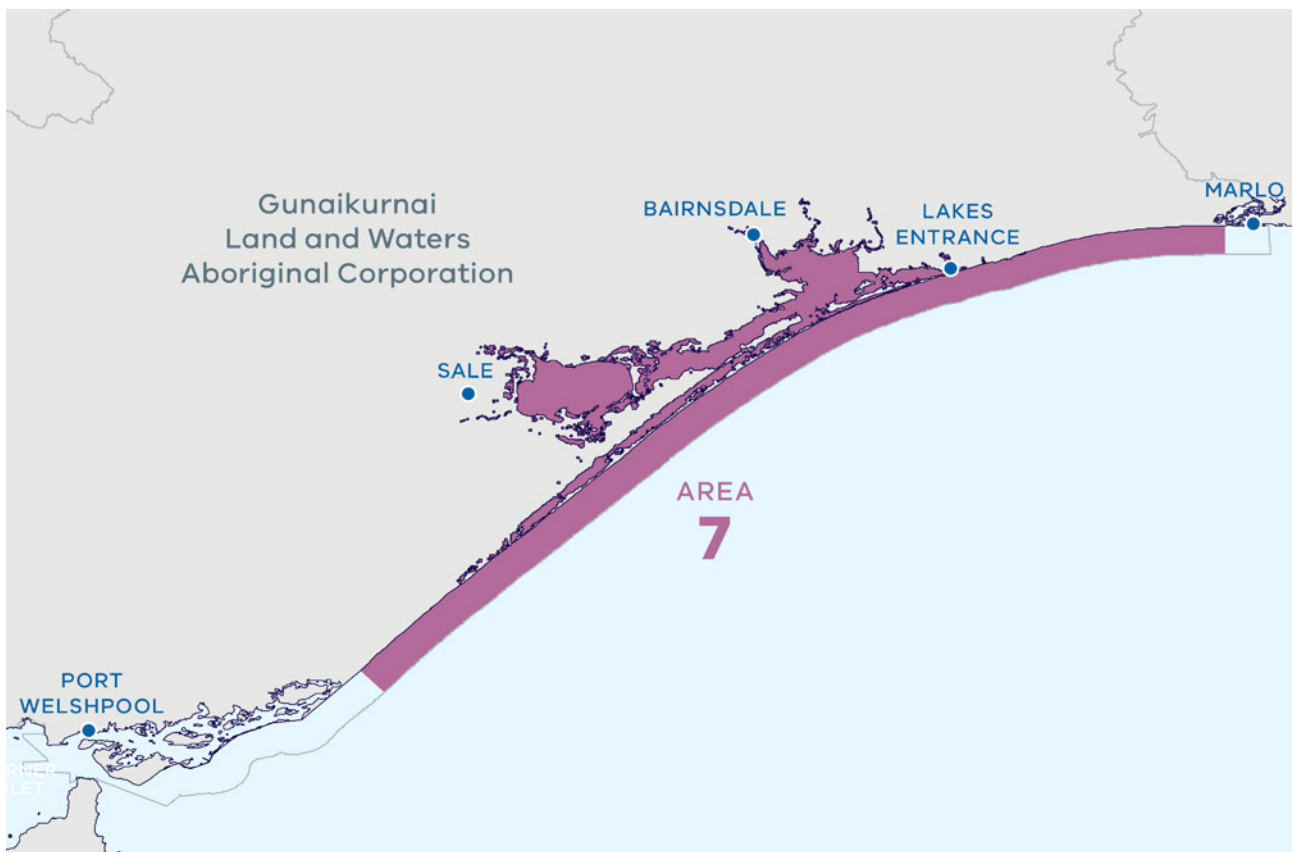 Gunaikurnai
Land and Waters
Aboriginal Corporation
BAIRNSDALE
LAKES
ENTRANCE
MARLO
SALE
AREA
7
PORT
WELSHPOOL